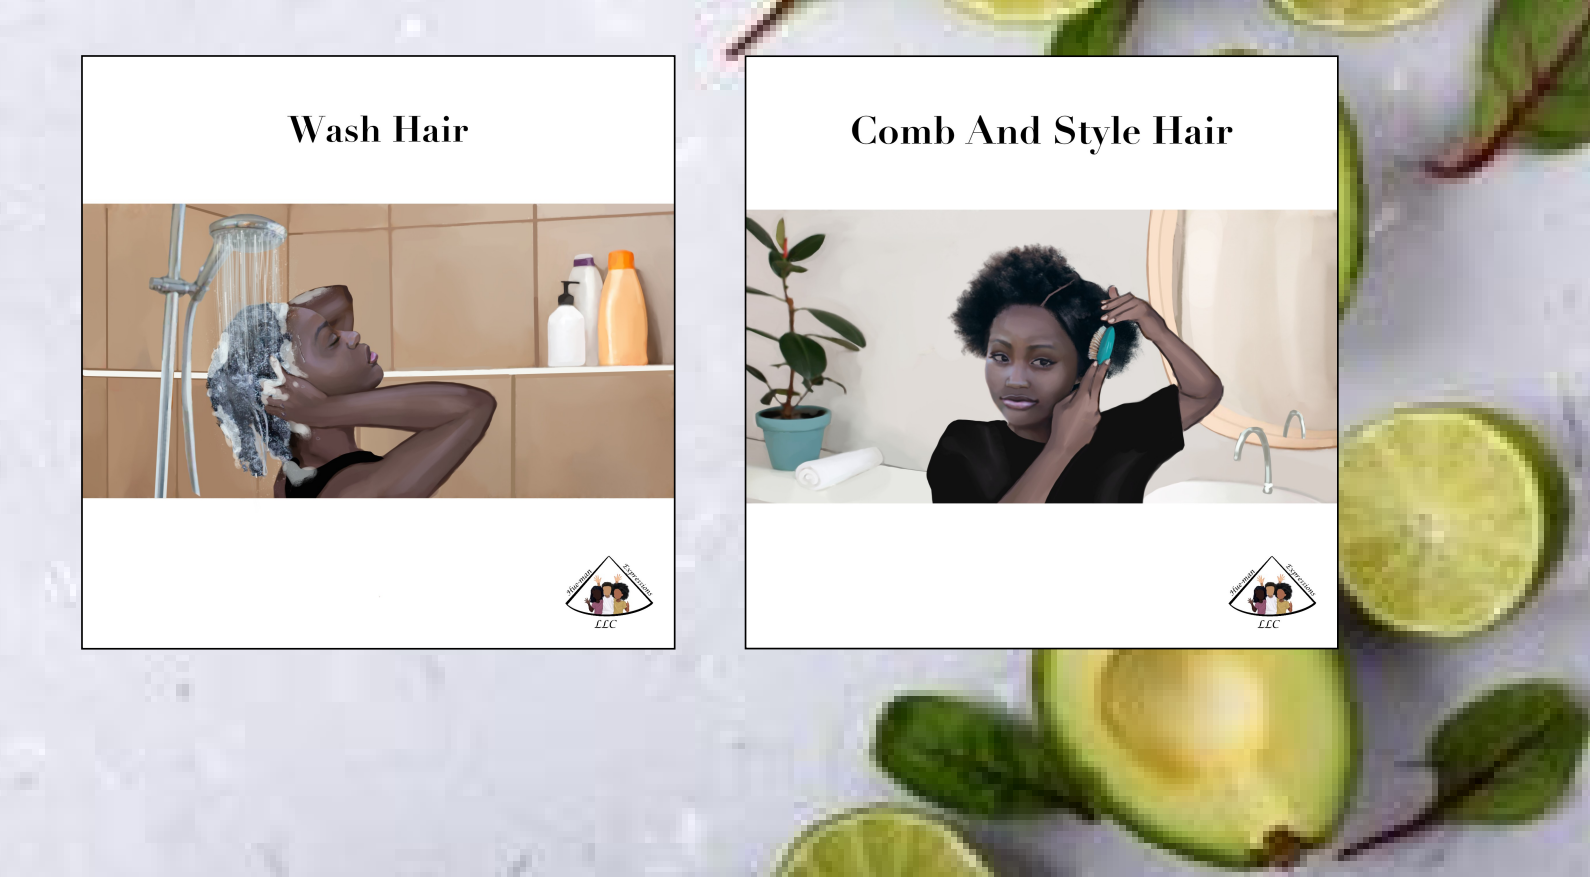 Wash Hair
Comb And Style Hair
Hue-man Expressions
LLC
Hue-man Expressions
LLC